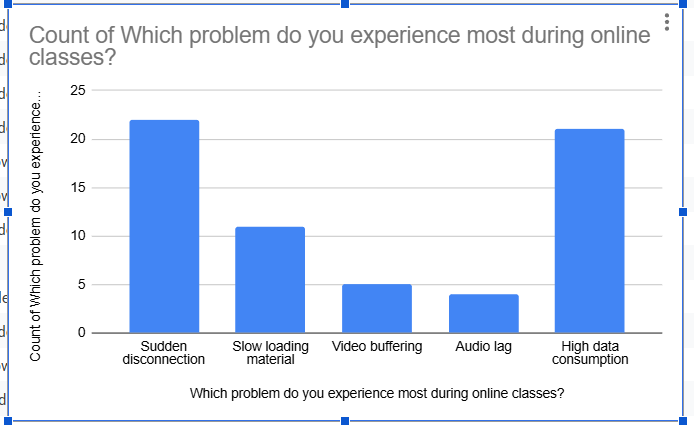 Count of Which problem do you experience most during online
classes?
Count of Which problem do you experience...
25
20
15
10
5
0
Sudden
disconnection
Slow loading
material
Video buffering
Audio lag
High data
consumption
Which problem do you experience most during online classes?